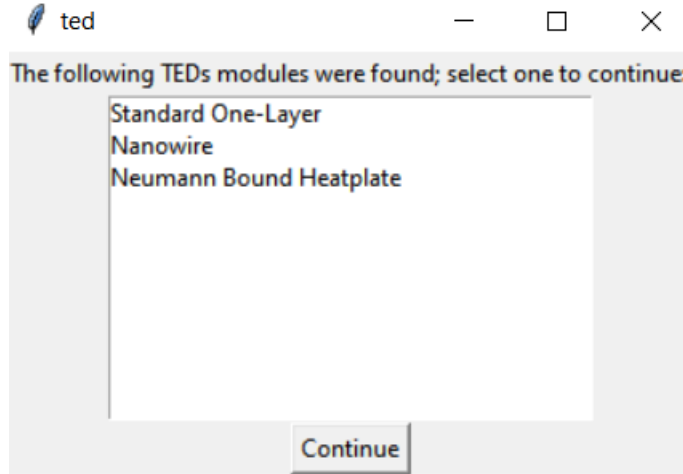 ted
The following TEDs modules were found; select one to continue:
Standard One-Layer
Nanowire
Neumann Bound Heatplate
Continue